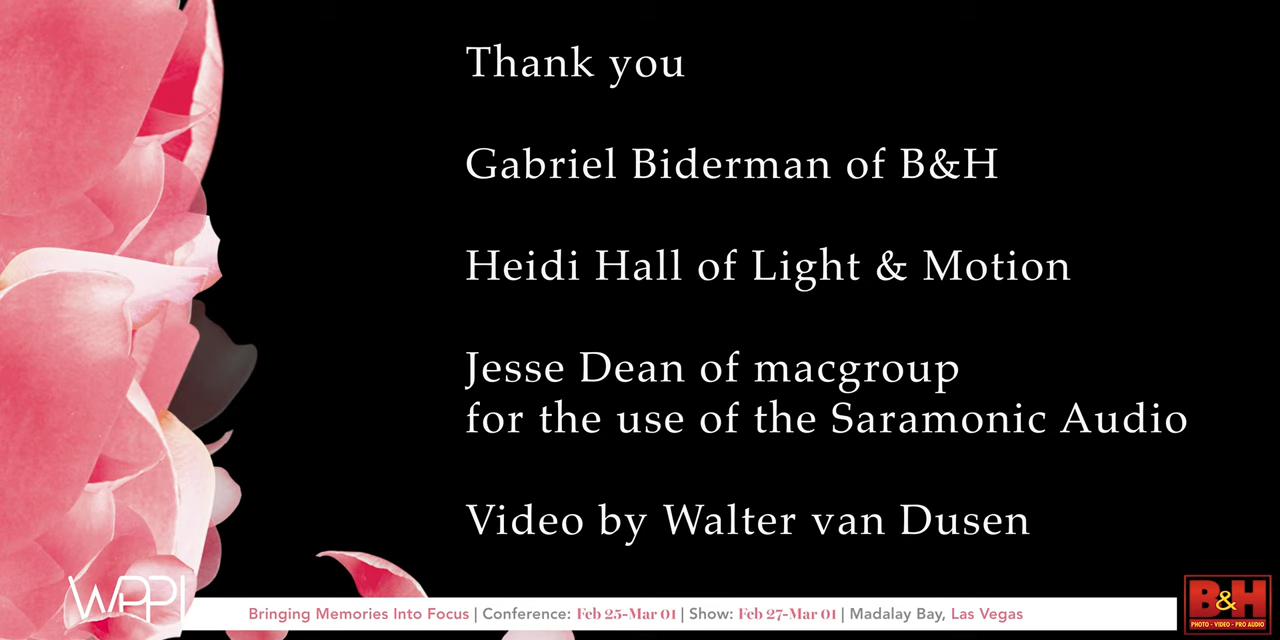 Thank you
Gabriel Biderman of B&H
Heidi Hall of Light & Motion
Jesse Dean of macgroup
for the use of the Saramonic Audio
Video by Walter van Dusen
WPPI
Bringing Memories Into Focus | Conference: Feb 25-Mar 01 | Show: Feb 27-Mar 01 | Madalay Bay, Las Vegas
B&H
PHOTO - VIDEO - PRO AUDIO